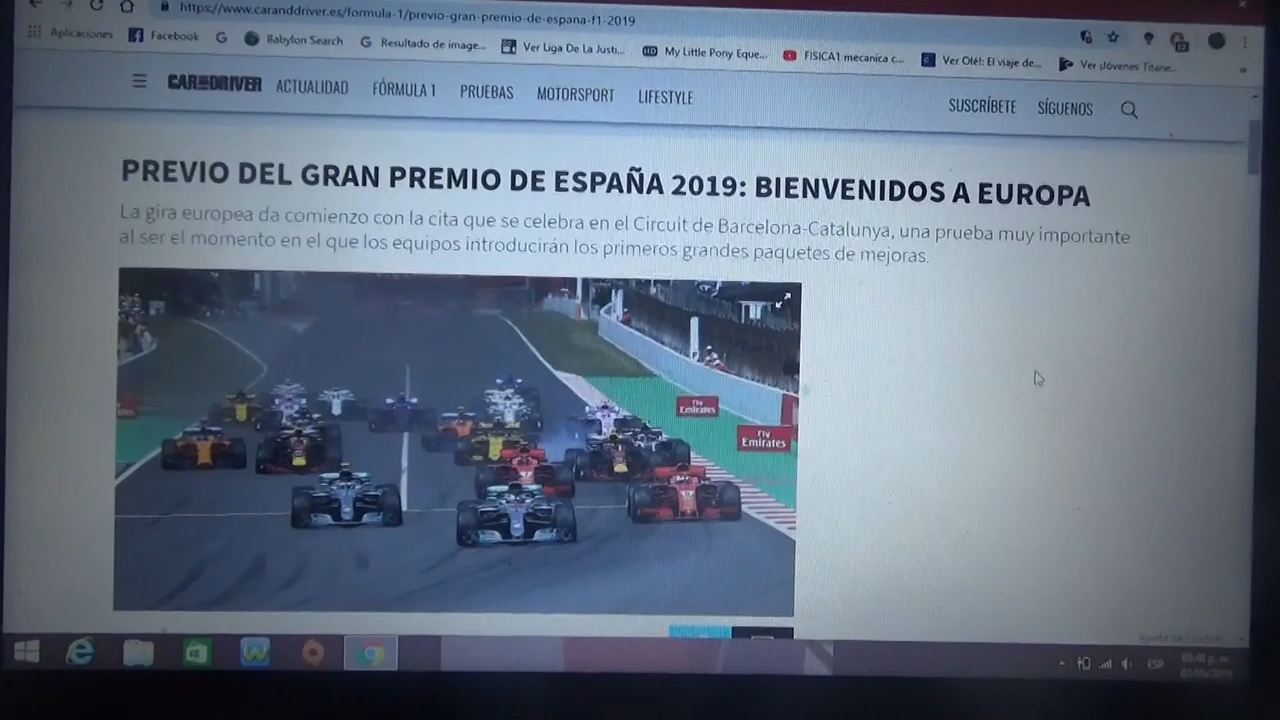 https://www.caranddriver.es/formula-1/previo-gran-premio-de-espana-f1-2019
Aplicaciones Facebook Babylon Search Resultado de image... Ver Liga De La Justi... My Little Pony Eque... FISICA1 mecanica c... Ver Olé!: El viaje de... Ver ¡Jóvenes Titane...
CAR AND DRIVER ACTUALIDAD FÓRMULA 1 PRUEBAS MOTORSPORT LIFESTYLE SUSCRÍBETE SÍGUENOS
PREVIO DEL GRAN PREMIO DE ESPAÑA 2019: BIENVENIDOS A EUROPA
La gira europea da comienzo con la cita que se celebra en el Circuit de Barcelona-Catalunya, una prueba muy importante
al ser el momento en el que los equipos introducirán los primeros grandes paquetes de mejoras.
Fly
Emirates
Fly
Emirates
ESP